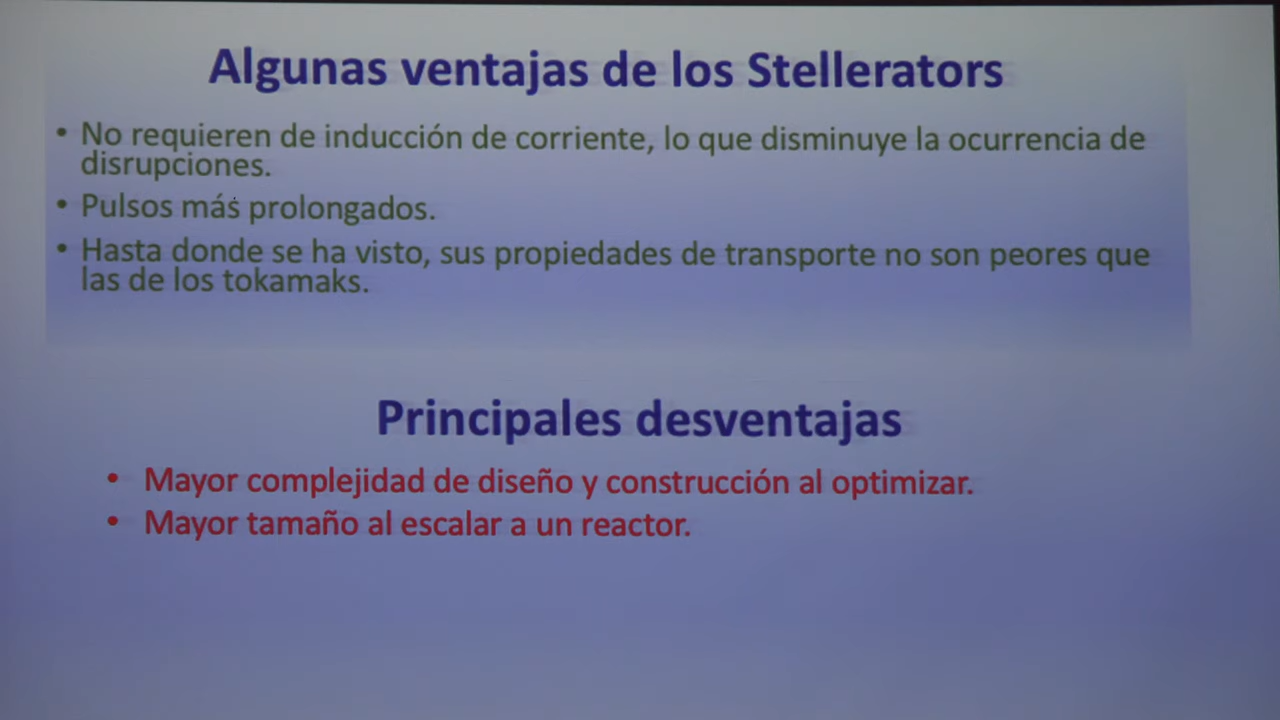 Algunas ventajas de los Stellerators
• No requieren de inducción de corriente, lo que disminuye la ocurrencia de
disrupciones.
• Pulsos más prolongados.
• Hasta donde se ha visto, sus propiedades de transporte no son peores que
las de los tokamaks.
Principales desventajas
• Mayor complejidad de diseño y construcción al optimizar.
• Mayor tamaño al escalar a un reactor.